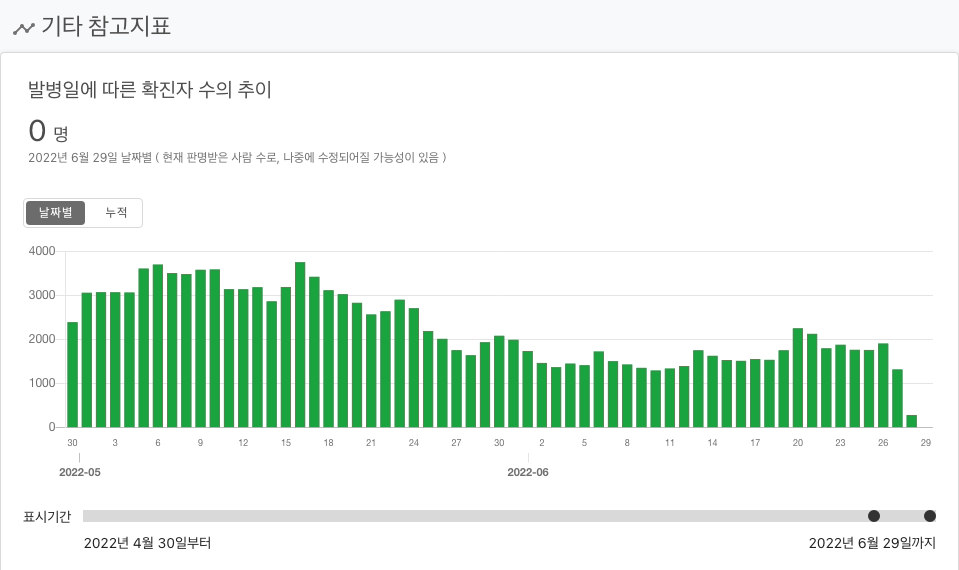 기타 참고지표
발병일에 따른 확진자 수의 추이
0 명
2022년 6월 29일 날짜별 ( 현재 판명받은 사람 수로, 나중에 수정되어질 가능성이 있음 )
날짜별 누적
4000
3000
2000
1000
0
30 3 6 9 12 15 18 21 24 27 30 2 5 8 11 14 17 20 23 26 29
2022-05 2022-06
표시기간
2022년 4월 30일부터 2022년 6월 29일까지